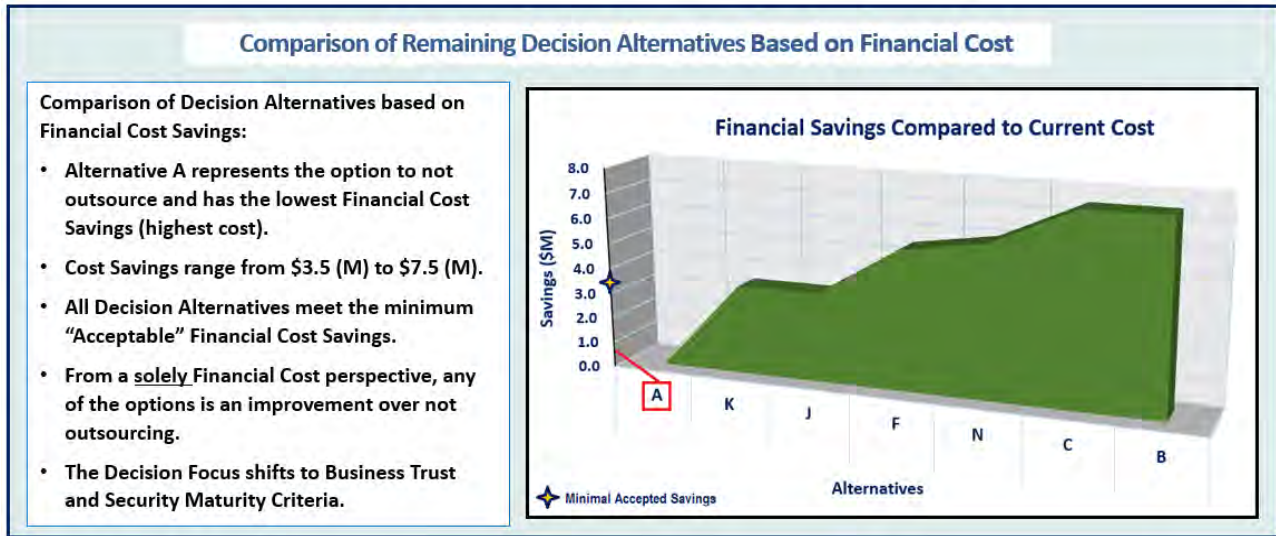 Comparison of Remaining Decision Alternatives Based on Financial Cost
Comparison of Decision Alternatives based on
Financial Cost Savings:
• Alternative A represents the option to not
outsource and has the lowest Financial Cost
Savings (highest cost).
• Cost Savings range from $3.5 (M) to $7.5 (M).
• All Decision Alternatives meet the minimum
“Acceptable” Financial Cost Savings.
• From a solely Financial Cost perspective, any
of the options is an improvement over not
outsourcing.
• The Decision Focus shifts to Business Trust
and Security Maturity Criteria.
Financial Savings Compared to Current Cost
Savings ($M)
8.0
7.0
6.0
5.0
4.0
3.0
2.0
1.0
0.0
A
K
J
F
N
C
B
Alternatives
Minimal Accepted Savings